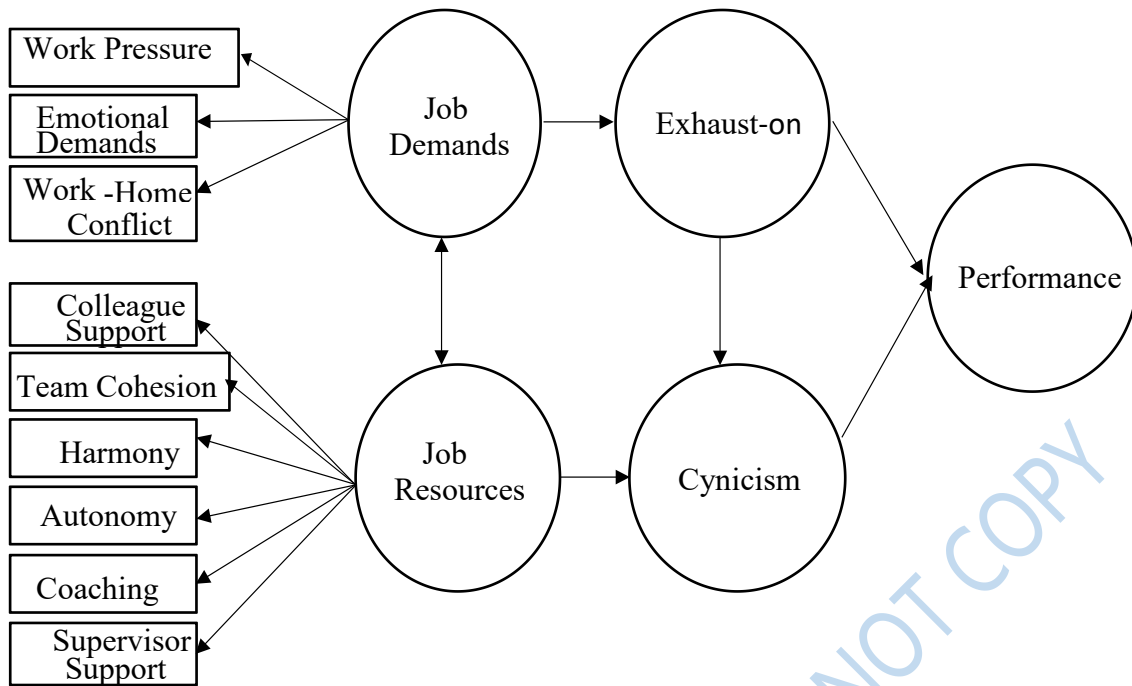 Work Pressure
Emotional
Demands
Work -Home
Conflict
Colleague
Support
Team Cohesion
Harmony
Autonomy
Coaching
Supervisor
Support
Job
Demands
Job
Resources
Exhaust-on
Cynicism
Performance
NOT COPY